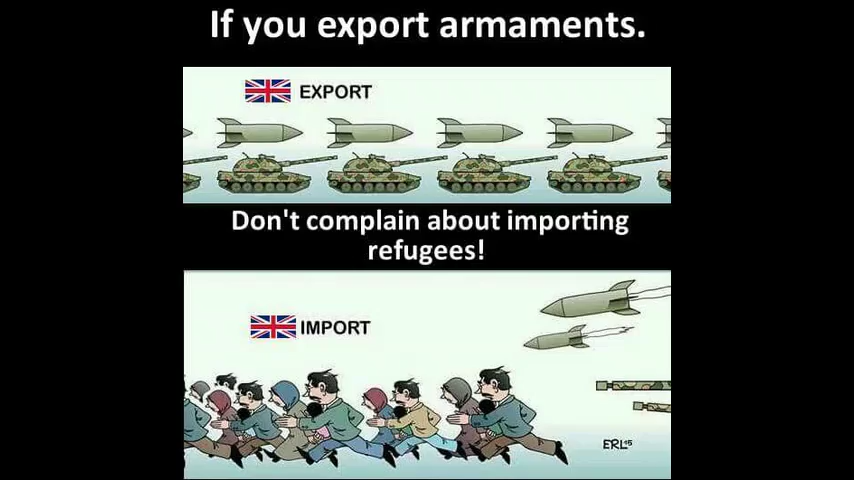 If you export armaments.
EXPORT
Don't complain about importing
refugees!
IMPORT
ERL15